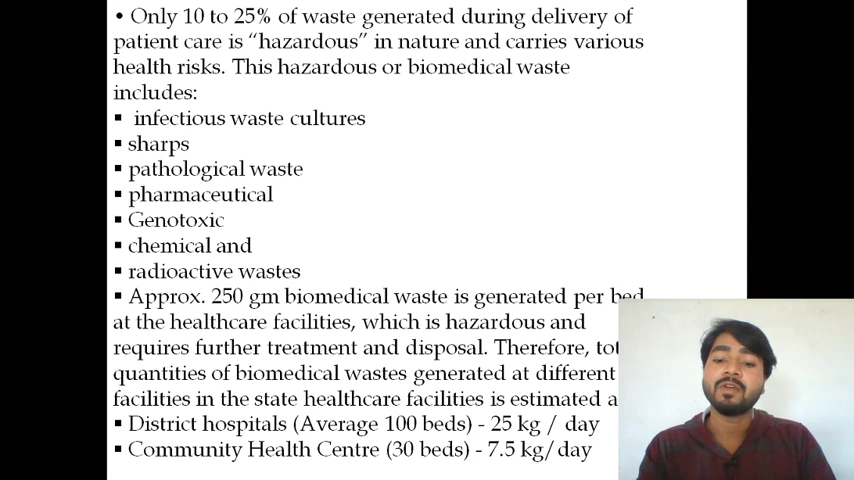 • Only 10 to 25% of waste generated during delivery of
patient care is “hazardous” in nature and carries various
health risks. This hazardous or biomedical waste
includes:
▪ infectious waste cultures
▪ sharps
▪ pathological waste
▪ pharmaceutical
▪ Genotoxic
▪ chemical and
▪ radioactive wastes
▪ Approx. 250 gm biomedical waste is generated per bed
at the healthcare facilities, which is hazardous and
requires further treatment and disposal. Therefore,
quantities of biomedical wastes generated at different
facilities in the state healthcare facilities is estimated
▪ District hospitals (Average 100 beds) - 25 kg / day
▪ Community Health Centre (30 beds) - 7.5 kg/day